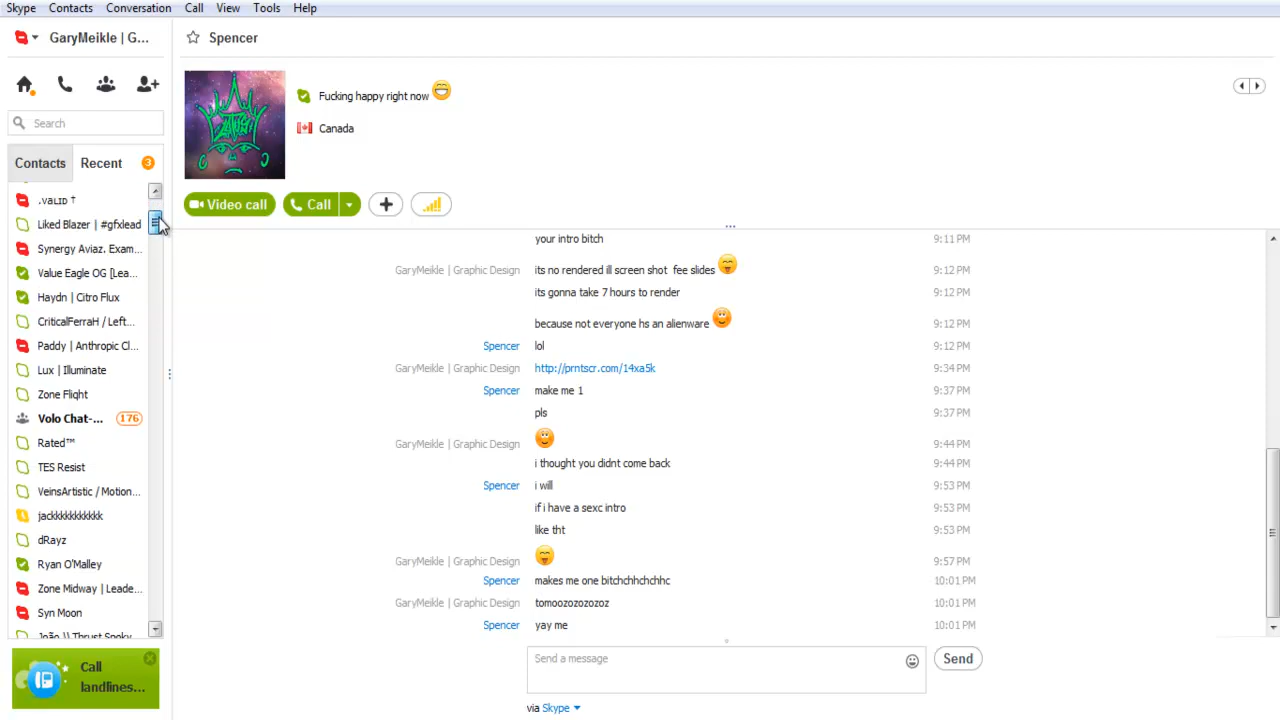 Skype Contacts Conversation Call View Tools Help
GaryMeikle | G...
Spencer
Fucking happy right now
Canada
Search
Contacts Recent 3
Video call Call
.vaLID †
Liked Blazer | #gfxlead
Synergy Aviaz. Exam...
Value Eagle OG [Lea...
Haydn | Citro Flux
CriticalFerraH / Left...
Paddy | Anthropic Cl...
Lux | Illuminate
Zone Flight
Volo Chat-... 176
Rated™
TES Resist
VeinsArtistic / Motion...
jackkkkkkkkkkk
dRayz
Ryan O'Malley
Zone Midway | Leade...
Syn Moon
João \\ Thrust Spoky
Call
landlines...
your intro bitch 9:11 PM
GaryMeikle | Graphic Design its no rendered ill screen shot fee slides 9:12 PM
its gonna take 7 hours to render 9:12 PM
because not everyone hs an alienware 9:12 PM
Spencer lol 9:12 PM
GaryMeikle | Graphic Design http://prntscr.com/14xa5k 9:34 PM
Spencer make me 1 9:37 PM
pls 9:37 PM
GaryMeikle | Graphic Design 9:44 PM
i thought you didnt come back 9:44 PM
Spencer i will 9:53 PM
if i have a sexc intro 9:53 PM
like tht 9:53 PM
GaryMeikle | Graphic Design 9:57 PM
Spencer makes me one bitchchhchchhc 10:01 PM
GaryMeikle | Graphic Design tomoozozozozoz 10:01 PM
Spencer yay me 10:01 PM
Send a message
Send
via Skype